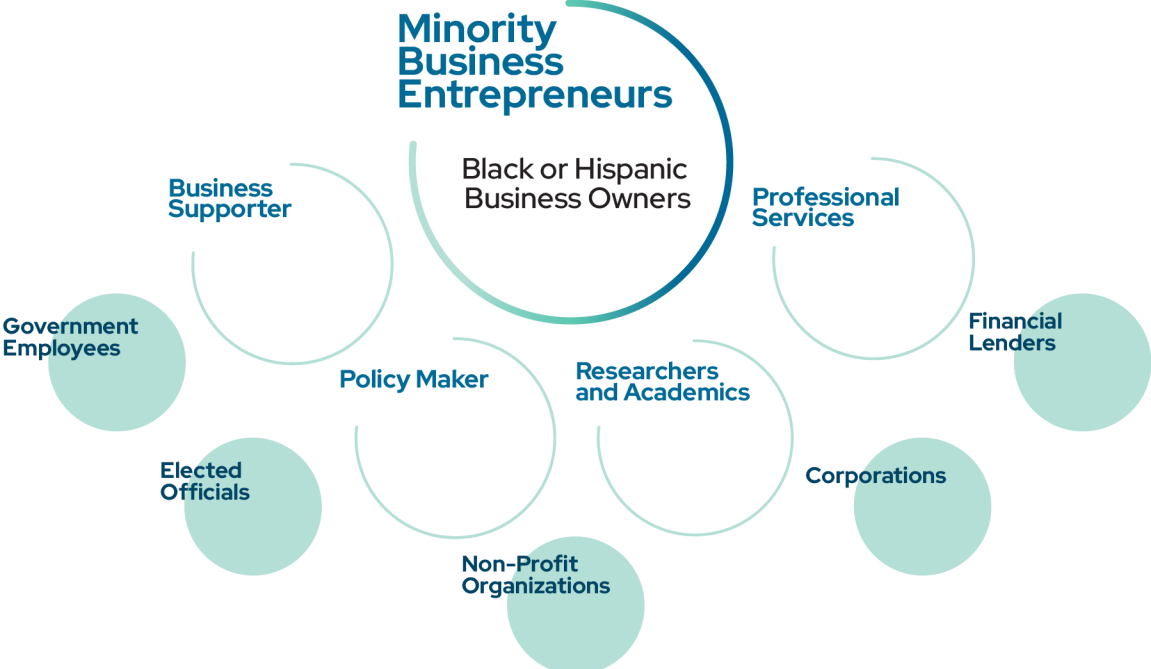 Minority
Business
Entrepreneurs
Black or Hispanic
Business Owners
Business
Supporter
Professional
Services
Government
Employees
Financial
Lenders
Policy Maker
Researchers
and Academics
Elected
Officials
Corporations
Non-Profit
Organizations